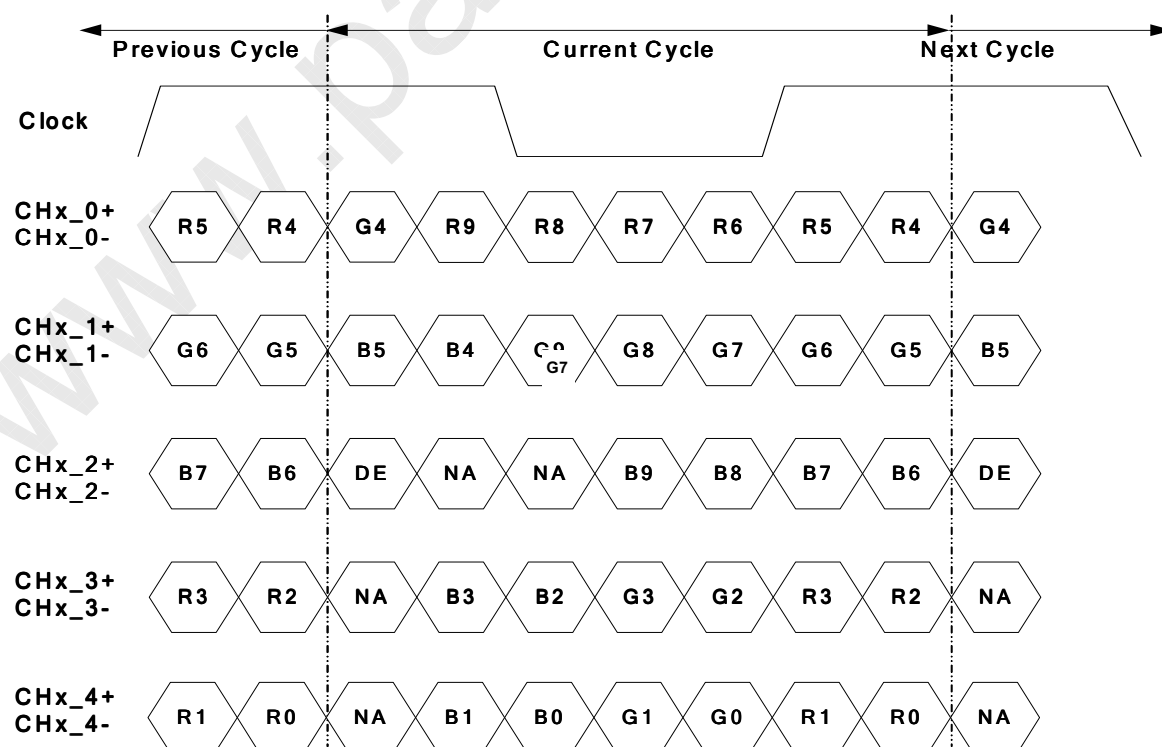 Previous Cycle Current Cycle Next Cycle
Clock
CHx_0+
CHx_0-
R5 R4 G4 R9 R8 R7 R6 R5 R4 G4
CHx_1+
CHx_1-
G6 G5 B5 B4 G8 G7 G6 G5 B5
G7
CHx_2+
CHx_2-
B7 B6 DE NA NA B9 B8 B7 B6 DE
CHx_3+
CHx_3-
R3 R2 NA B3 B2 G3 G2 R3 R2 NA
CHx_4+
CHx_4-
R1 R0 NA B1 B0 G1 G0 R1 R0 NA
www.pa